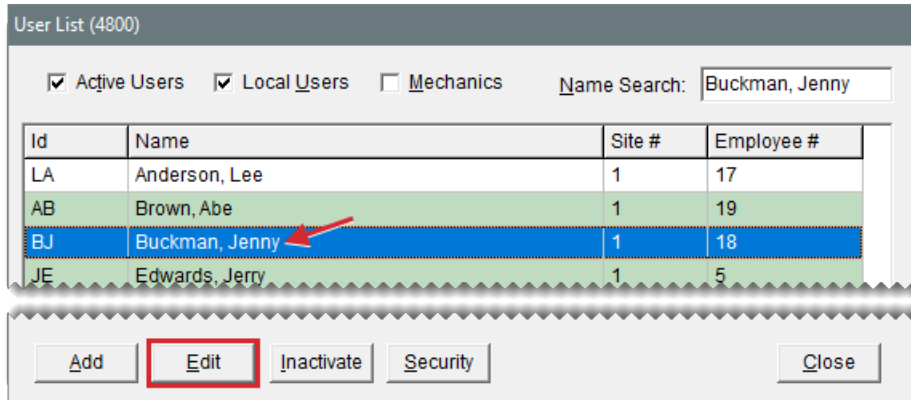 User List (4800)
Active Users Local Users Mechanics Name Search: Buckman, Jenny
Id Name Site # Employee #
LA Anderson, Lee 1 17
AB Brown, Abe 1 19
BJ Buckman, Jenny 1 18
JE Edwards, Jerry 1 5
Add Edit Inactivate Security Close